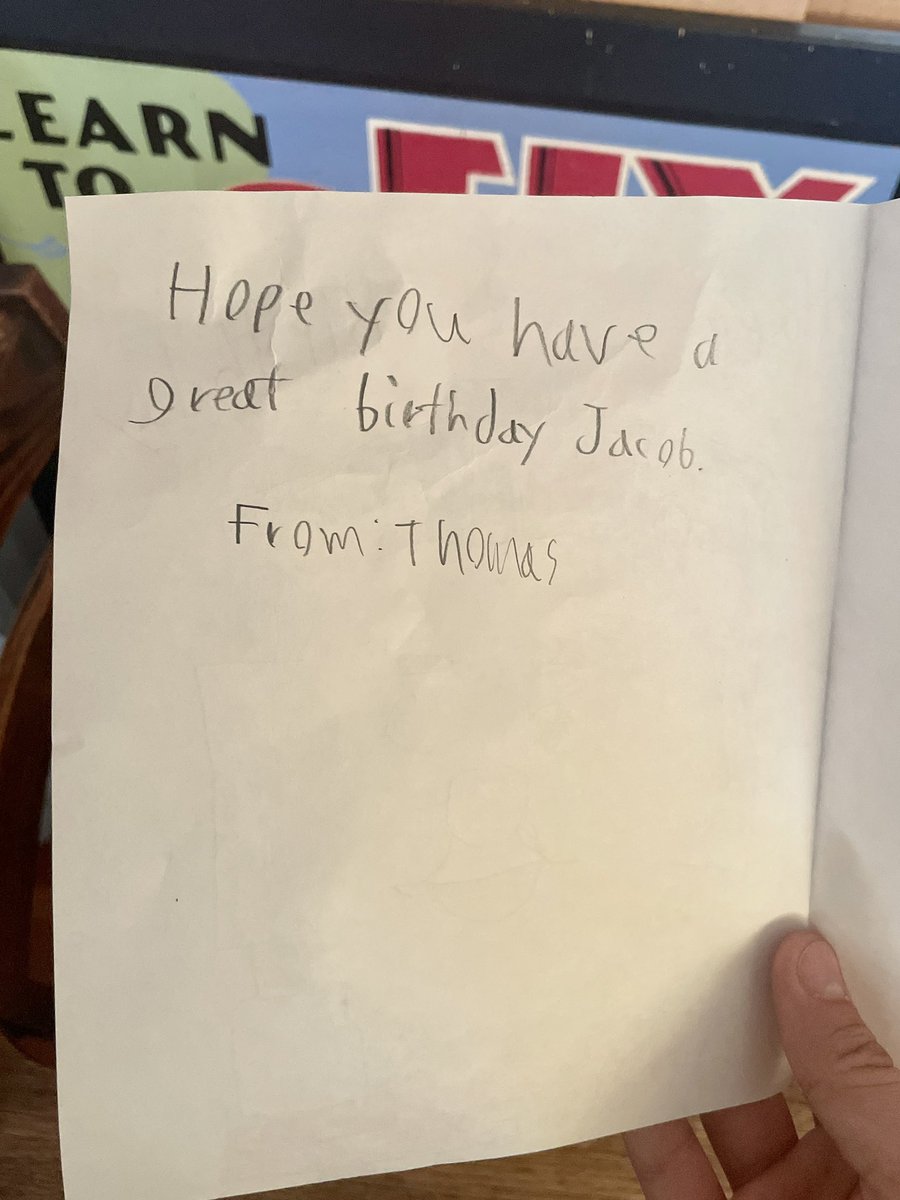 LEARN
TO
Hope you have a
great birthday Jacob.
From: Thomas